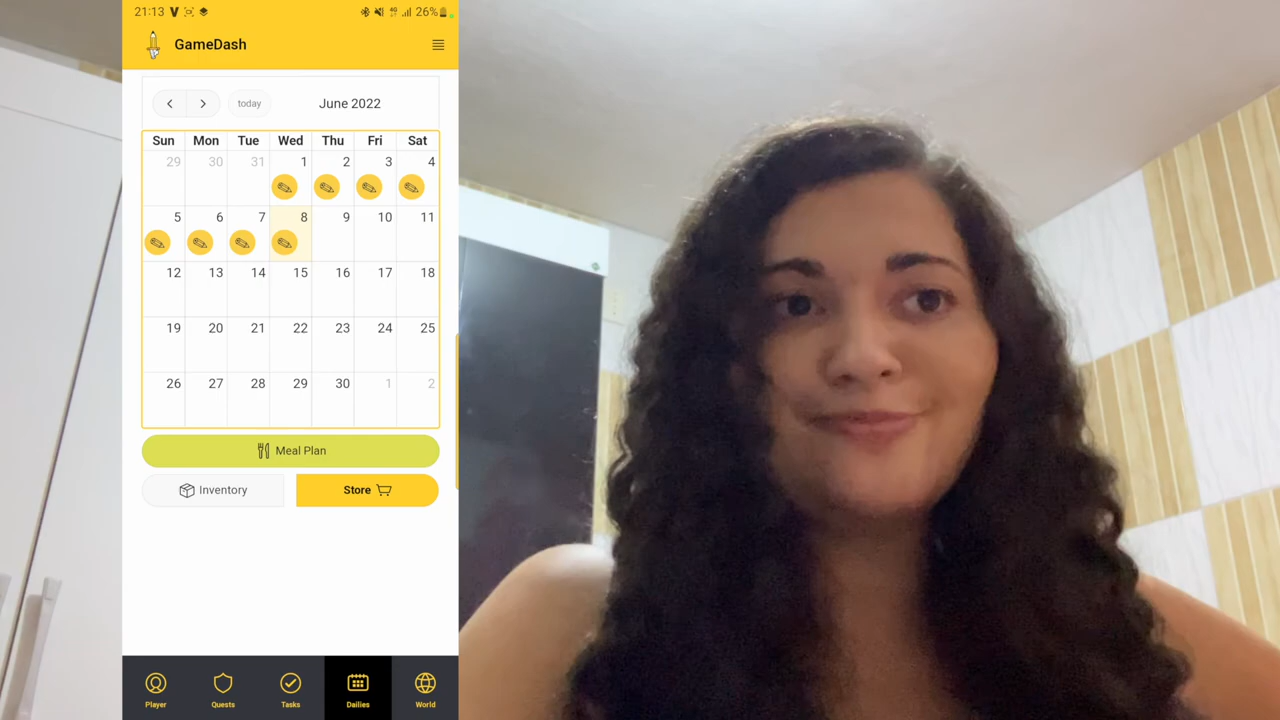 21:13 26%
GameDash
today June 2022
Sun Mon Tue Wed Thu Fri Sat
29 30 31 1 2 3 4
5 6 7 8 9 10 11
12 13 14 15 16 17 18
19 20 21 22 23 24 25
26 27 28 29 30 1 2
Meal Plan
Inventory Store
Player Quests Tasks Dailies World